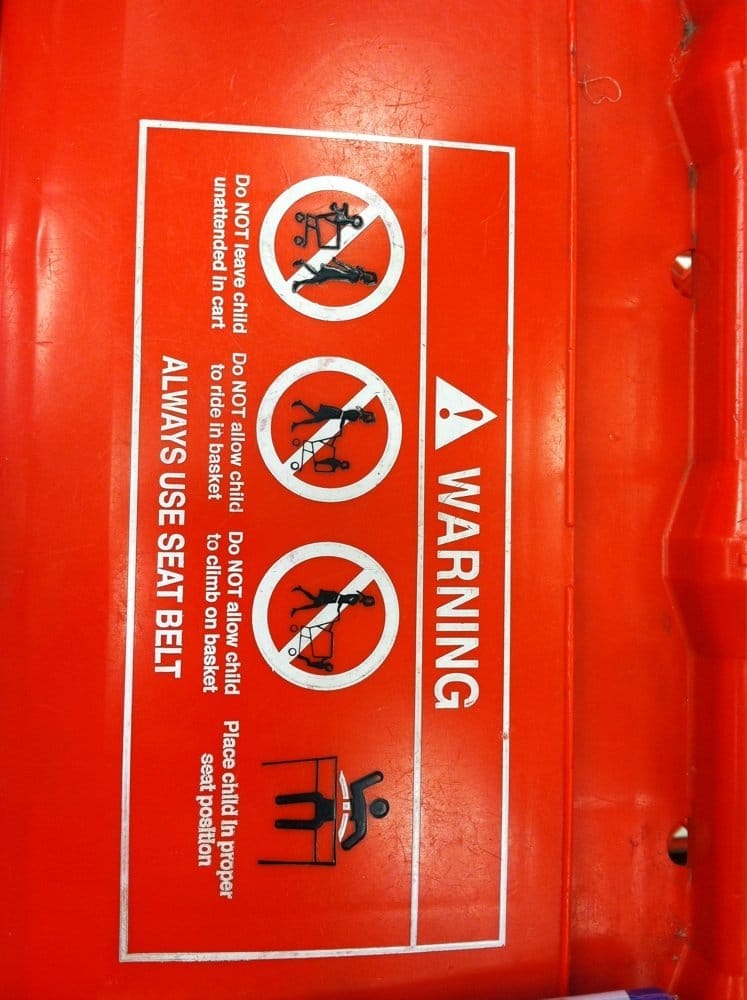 WARNING
Do NOT leave child
unattended in cart
Do NOT allow child
to ride in basket
Do NOT allow child
to climb on basket
Place child in proper
seat position
ALWAYS USE SEAT BELT